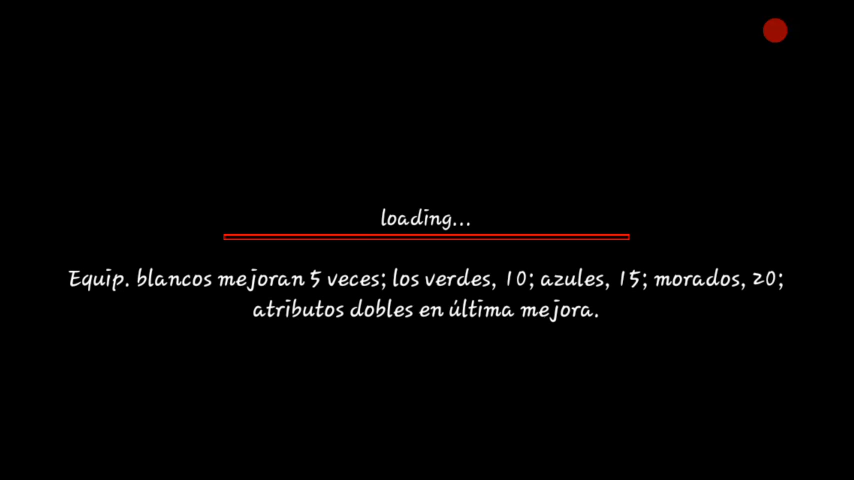 loading...
Equip. blancos mejoran 5 veces; los verdes, 10; azules, 15; morados, 20;
atributos dobles en última mejora.